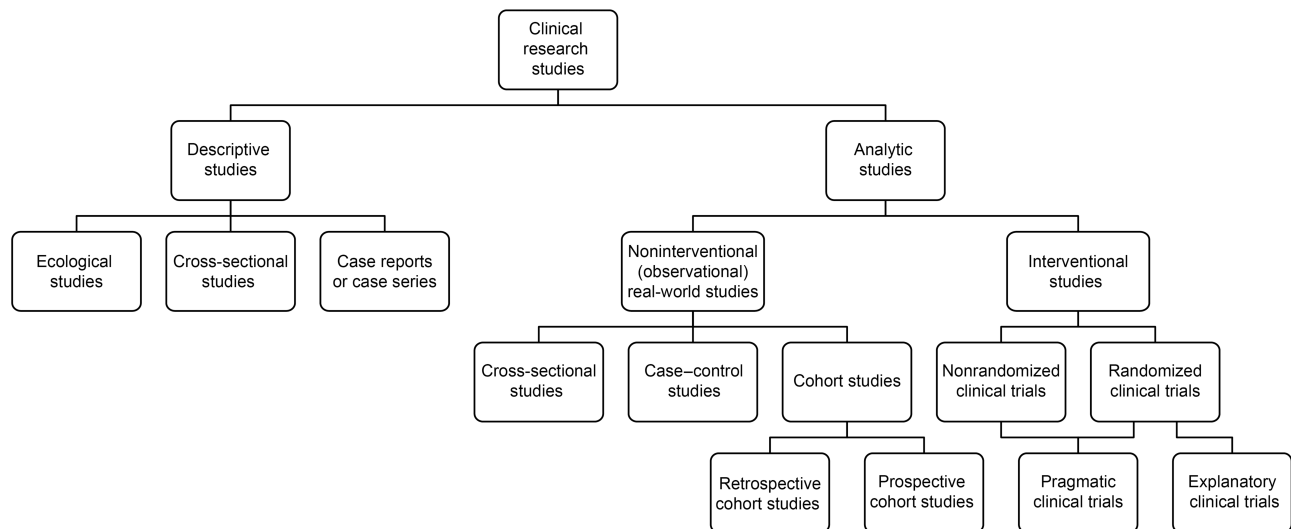 Clinical
research
studies
Descriptive
studies
Analytic
studies
Ecological
studies
Cross-sectional
studies
Case reports
or case series
Noninterventional
(observational)
real-world studies
Interventional
studies
Cross-sectional
studies
Case–control
studies
Cohort studies
Nonrandomized
clinical trials
Randomized
clinical trials
Retrospective
cohort studies
Prospective
cohort studies
Pragmatic
clinical trials
Explanatory
clinical trials